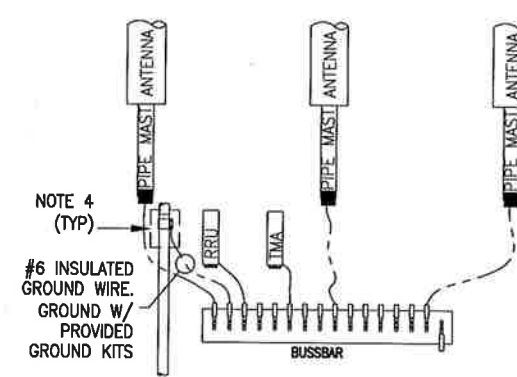 ANTENNA
ANTENNA
ANTENNA
PIPE MAST
PIPE MAST
PIPE MAST
NOTE 4
(TYP)
RRU
TMA
#6 INSULATED
GROUND WIRE.
GROUND W/
PROVIDED
GROUND KITS
BUSSBAR